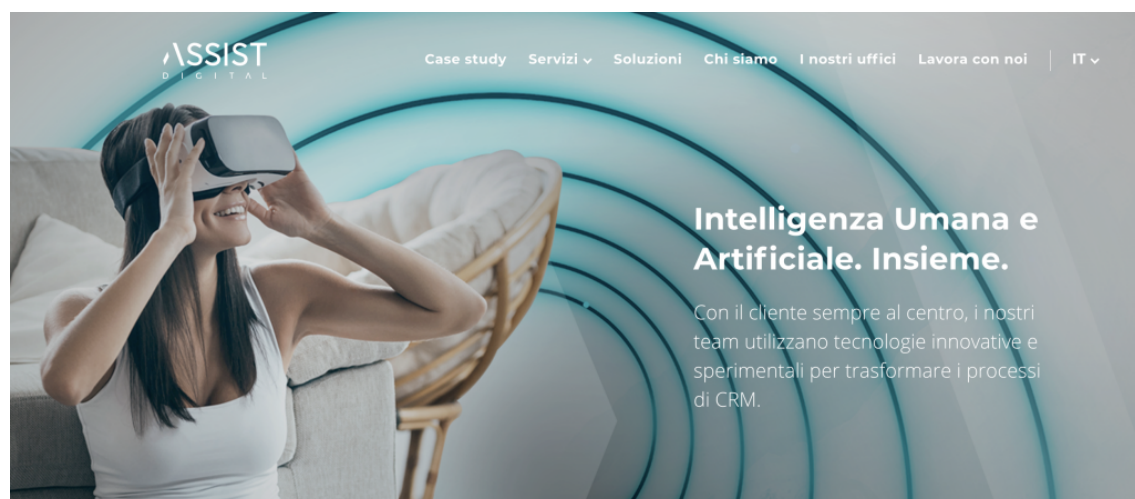 ASSIST
DIGITAL
Case study Servizi Soluzioni Chi siamo I nostri uffici Lavora con noi IT
Intelligenza Umana e
Artificiale. Insieme.
Con il cliente sempre al centro, i nostri
team utilizzano tecnologie innovative e
sperimentali per trasformare i processi
di CRM.